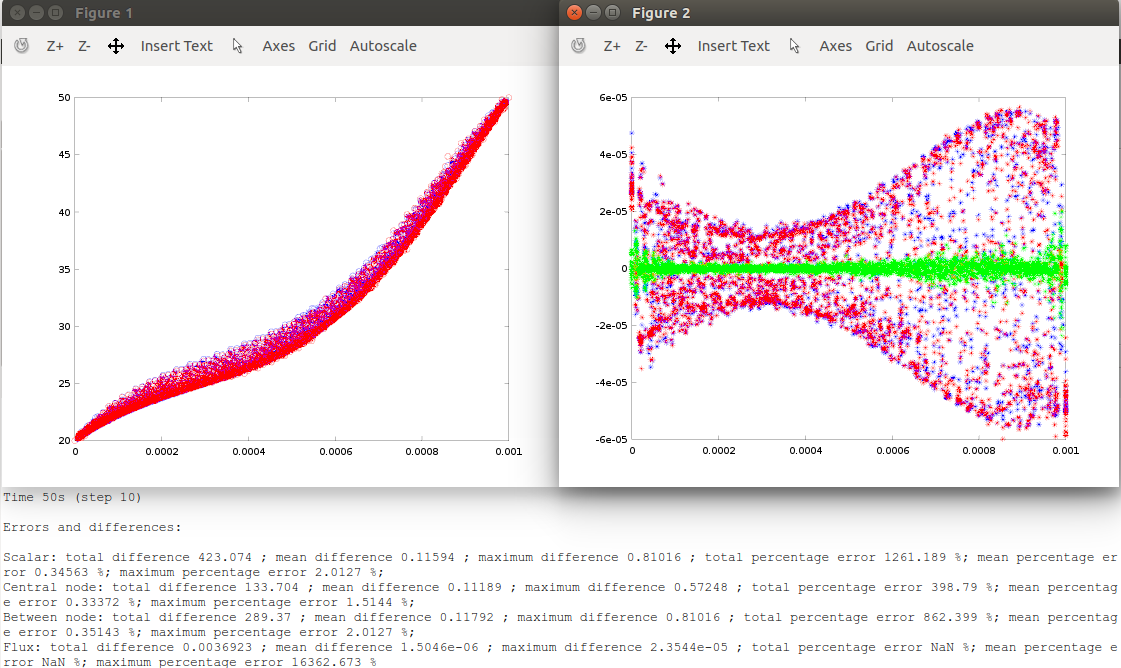 Figure 1
Figure 2
Z+ Z- Insert Text Axes Grid Autoscale
Z+ Z- Insert Text Axes Grid Autoscale
50
45
40
35
30
25
20
0 0.0002 0.0004 0.0006 0.0008 0.001
6e-05
4e-05
2e-05
0
-2e-05
-4e-05
-6e-05
0 0.0002 0.0004 0.0006 0.0008 0.001
Time 50s (step 10)
Errors and differences:
Scalar: total difference 423.074 ; mean difference 0.11594 ; maximum difference 0.81016 ; total percentage error 1261.189 %; mean percentage er
ror 0.34563 %; maximum percentage error 2.0127 %;
Central node: total difference 133.704 ; mean difference 0.11189 ; maximum difference 0.57248 ; total percentage error 398.79 %; mean percentag
e error 0.33372 %; maximum percentage error 1.5144 %;
Between node: total difference 289.37 ; mean difference 0.11792 ; maximum difference 0.81016 ; total percentage error 862.399 %; mean percentag
e error 0.35143 %; maximum percentage error 2.0127 %;
Flux: total difference 0.0036923 ; mean difference 1.5046e-06 ; maximum difference 2.3544e-05 ; total percentage error NaN %; mean percentage e
rror NaN %; maximum percentage error 16362.673 %